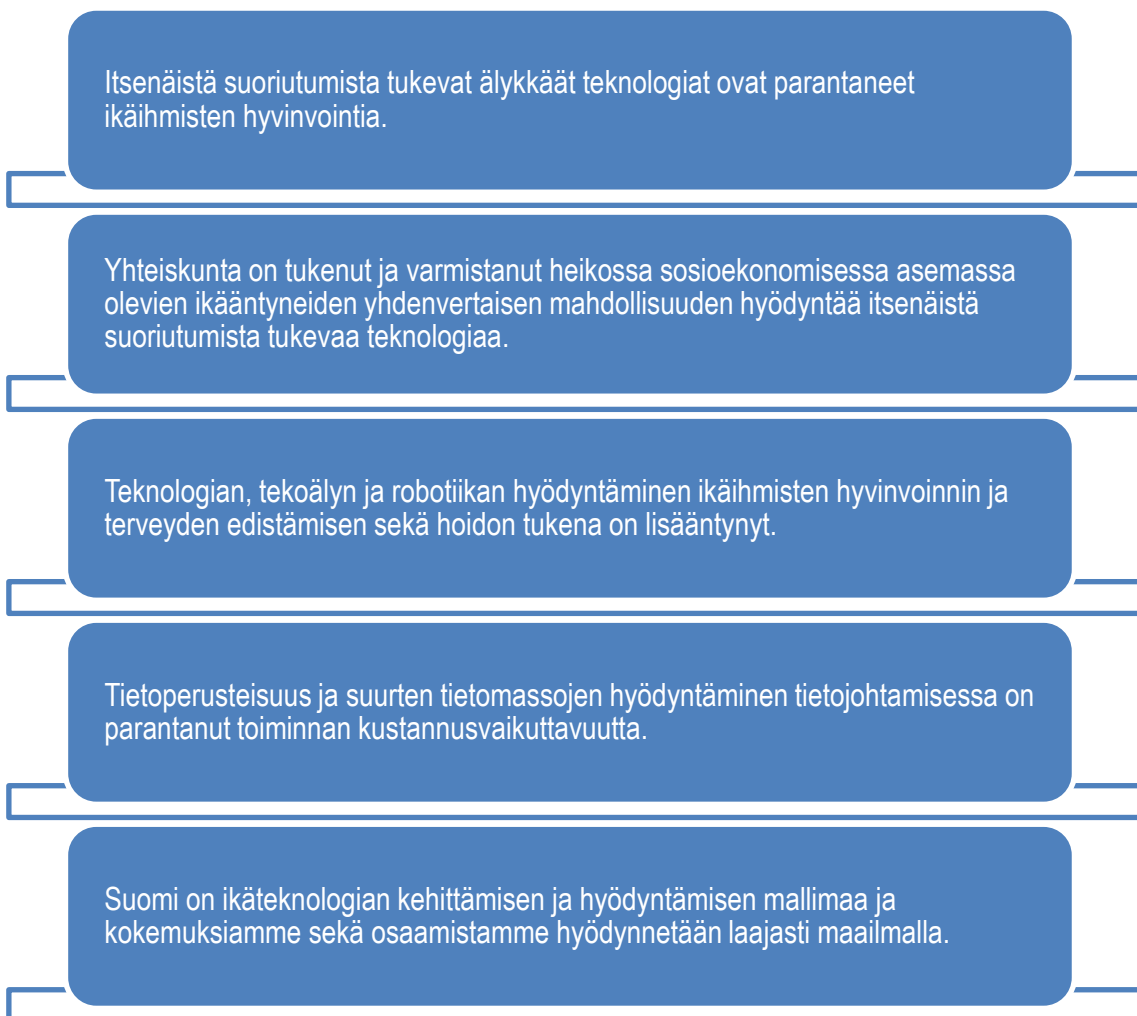 Itsenäistä suoriutumista tukevat älykkäät teknologiat ovat parantaneet
ikäihmisten hyvinvointia.
Yhteiskunta on tukenut ja varmistanut heikossa sosioekonomisessa asemassa
olevien ikääntyneiden yhdenvertaisen mahdollisuuden hyödyntää itsenäistä
suoriutumista tukevaa teknologiaa.
Teknologian, tekoälyn ja robotiikan hyödyntäminen ikäihmisten hyvinvoinnin ja
terveyden edistämisen sekä hoidon tukena on lisääntynyt.
Tietoperusteisuus ja suurten tietomassojen hyödyntäminen tietojohtamisessa on
parantanut toiminnan kustannusvaikuttavuutta.
Suomi on ikäteknologian kehittämisen ja hyödyntämisen mallimaa ja
kokemuksiamme sekä osaamistamme hyödynnetään laajasti maailmalla.